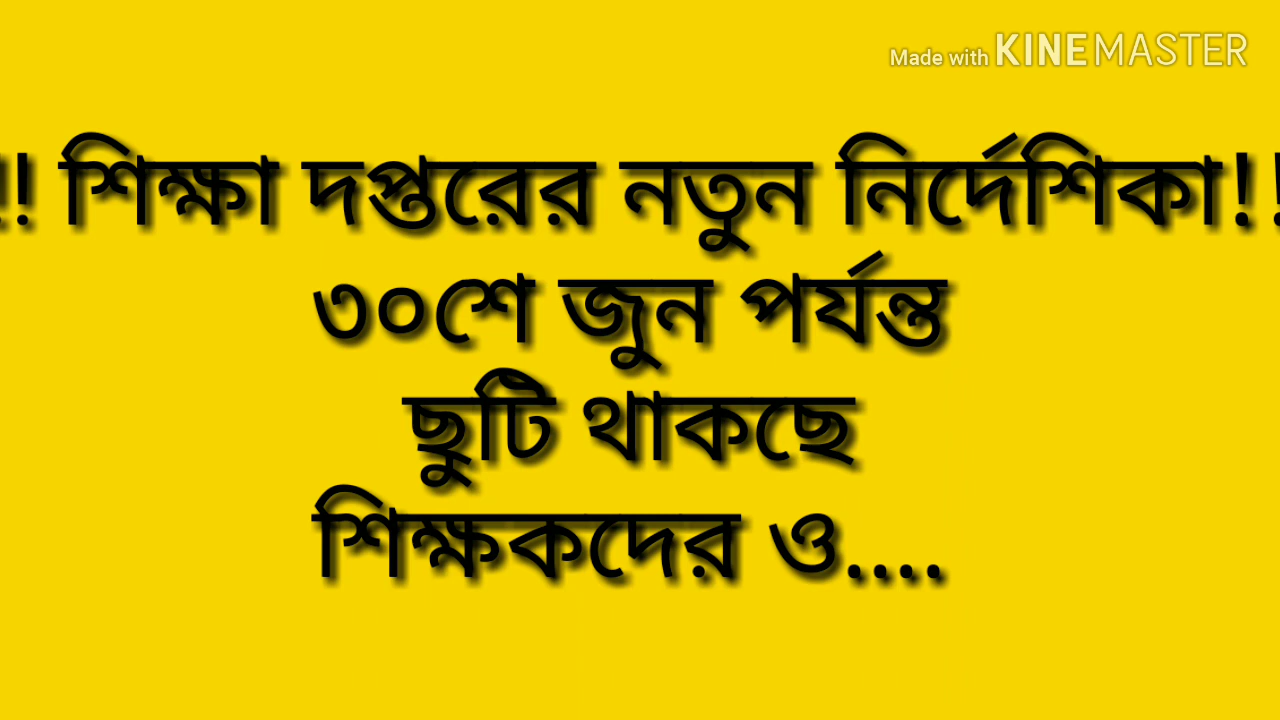 Made with KINEMASTER
!! শিক্ষা দপ্তরের নতুন নির্দেশিকা!!
৩০শে জুন পর্যন্ত
ছুটি থাকছে
শিক্ষকদের ও....